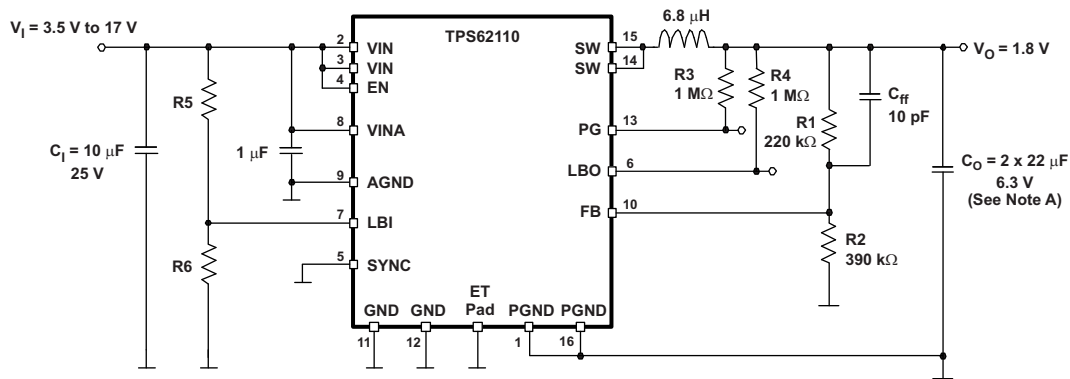 V_I = 3.5 V to 17 V
TPS62110
6.8 μH
V_O = 1.8 V
2
VIN
3
VIN
4
EN
15
SW
14
SW
R5
R3
1 MΩ
R4
1 MΩ
C_ff
10 pF
R1
220 kΩ
8
VINA
PG
13
C_I = 10 μF
25 V
1 μF
LBO
6
C_O = 2 x 22 μF
6.3 V
(See Note A)
9
AGND
7
LBI
FB
10
R6
5
SYNC
R2
390 kΩ
GND
GND
ET
Pad
PGND
PGND
11
12
1
16